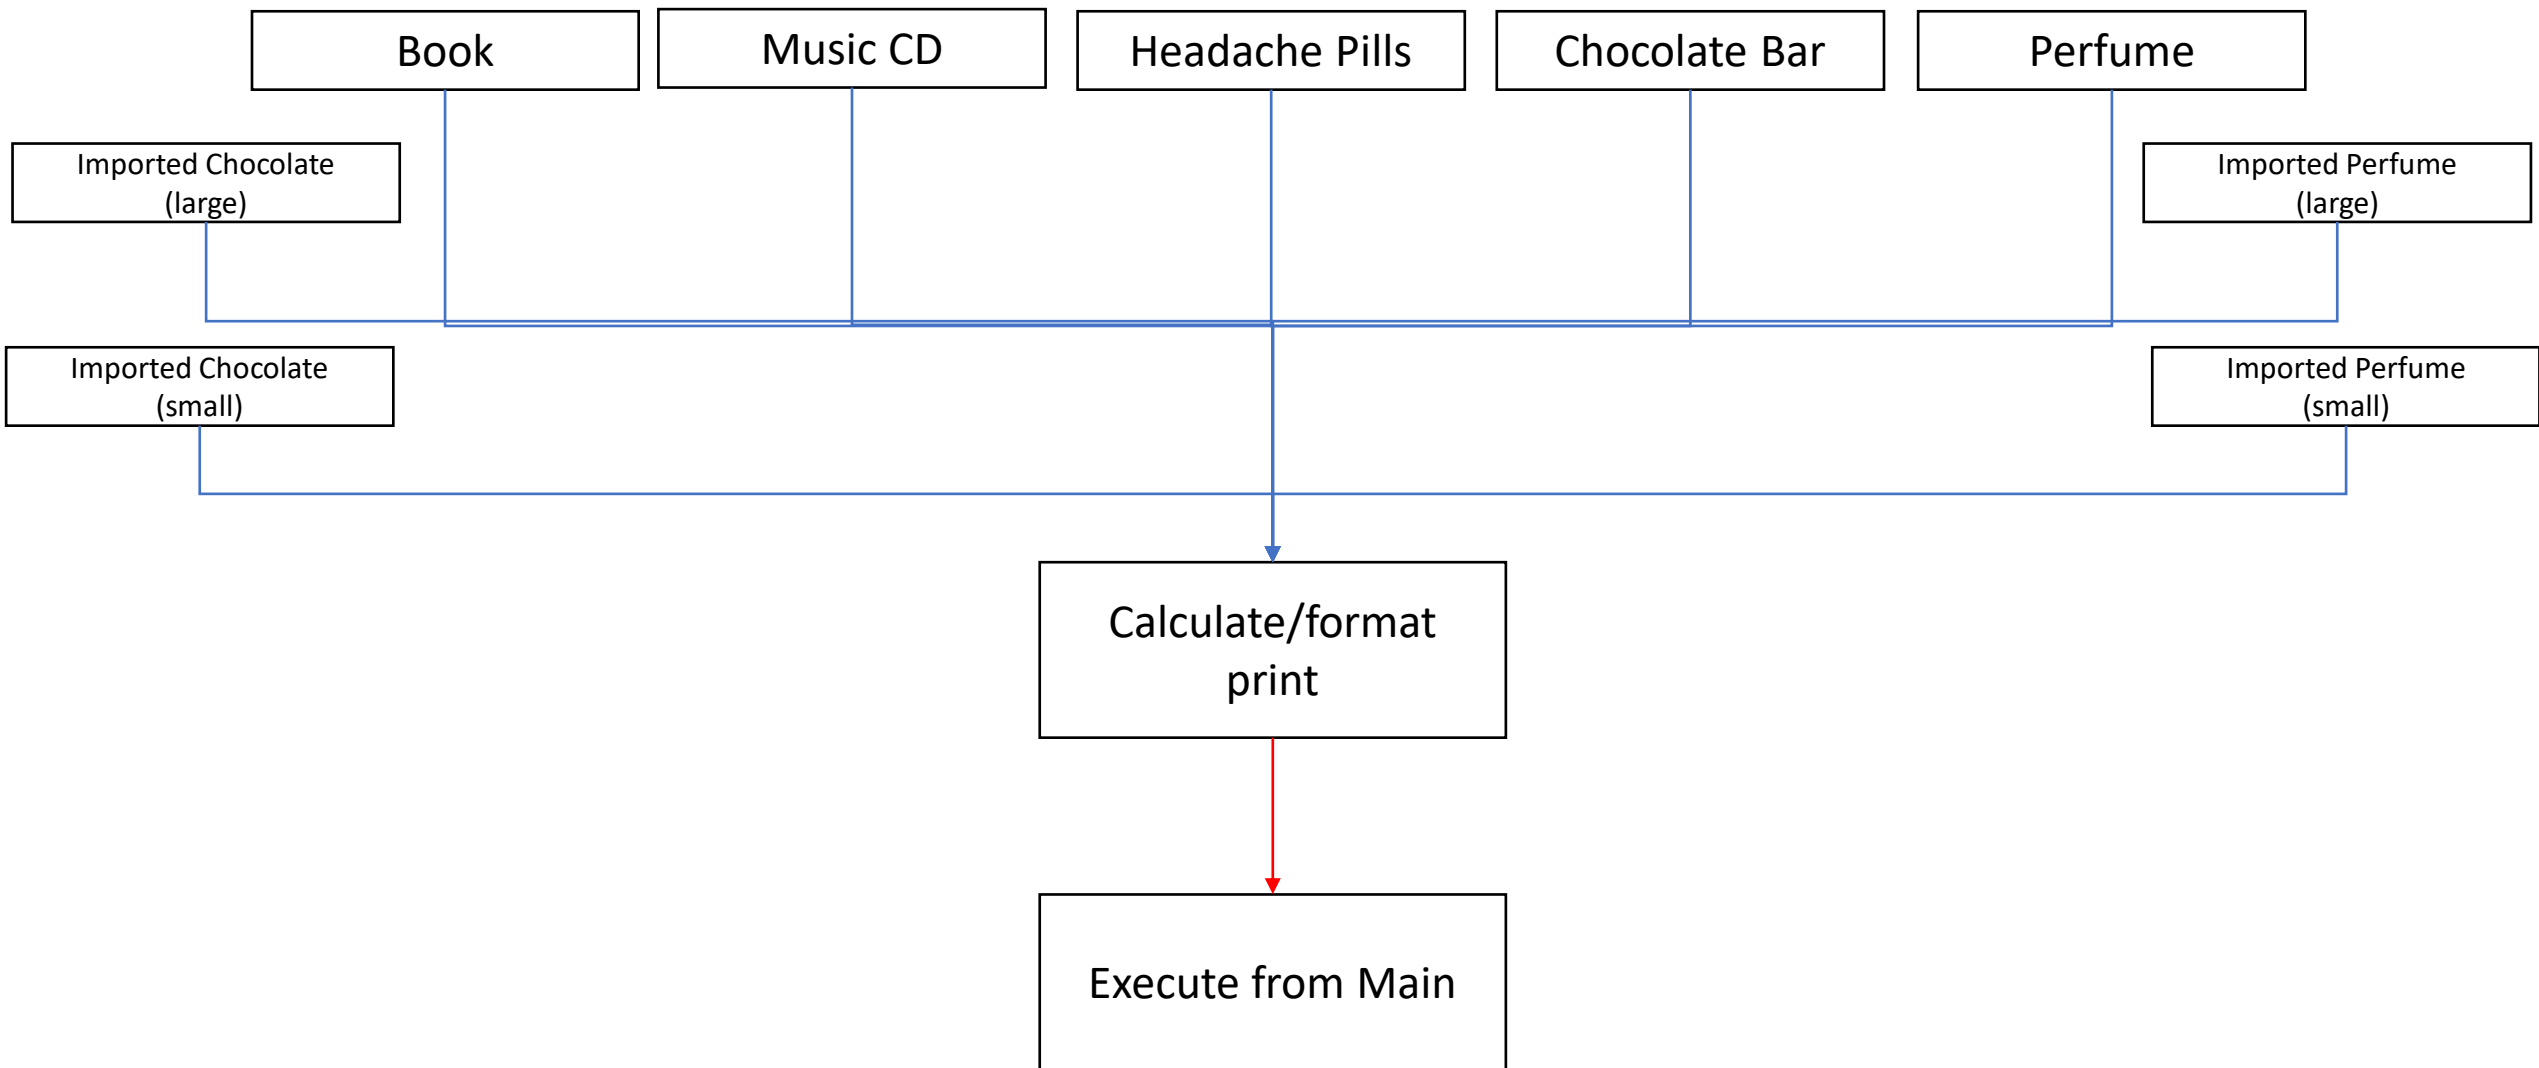 Book
Music CD
Headache Pills
Chocolate Bar
Perfume
Imported Chocolate
(large)
Imported Perfume
(large)
Imported Chocolate
(small)
Imported Perfume
(small)
Calculate/format
print
Execute from Main